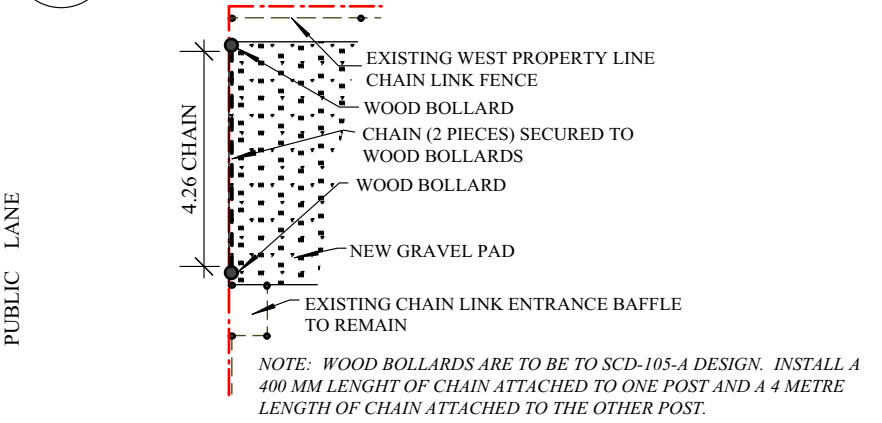 EXISTING WEST PROPERTY LINE
CHAIN LINK FENCE
WOOD BOLLARD
CHAIN (2 PIECES) SECURED TO
WOOD BOLLARDS
WOOD BOLLARD
4.26 CHAIN
PUBLIC LANE
NEW GRAVEL PAD
EXISTING CHAIN LINK ENTRANCE BAFFLE
TO REMAIN
NOTE: WOOD BOLLARDS ARE TO BE TO SCD-105-A DESIGN. INSTALL A
400 MM LENGHT OF CHAIN ATTACHED TO ONE POST AND A 4 METRE
LENGTH OF CHAIN ATTACHED TO THE OTHER POST.